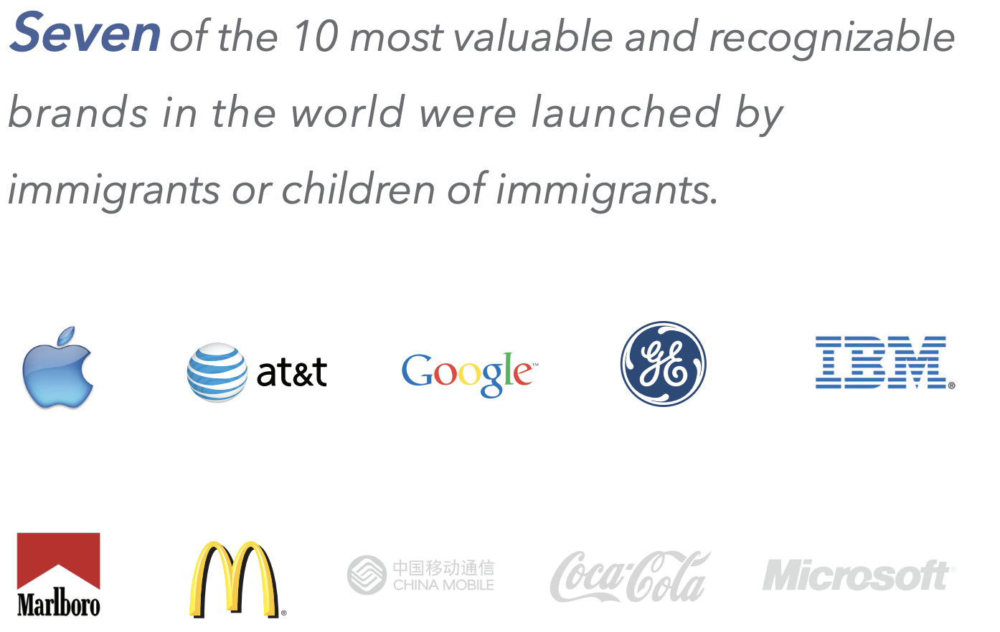 Seven of the 10 most valuable and recognizable
brands in the world were launched by
immigrants or children of immigrants.
at&t
Google™
GE
IBM®
Marlboro
M®
中国移动通信
CHINA MOBILE
Coca-Cola
Microsoft®